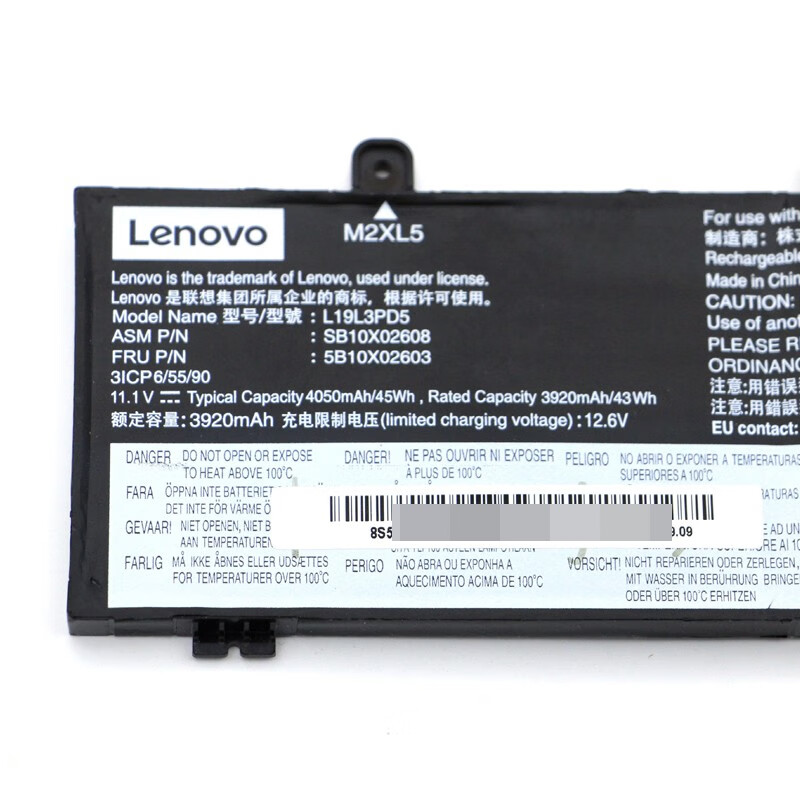 Lenovo
M2XL5
Lenovo is the trademark of Lenovo, used under license.
Lenovo 是联想集团所属企业的商标，根据许可使用。
Model Name 型号/型號 : L19L3PD5
ASM P/N : SB10X02608
FRU P/N : 5B10X02603
3ICP6/55/90
11.1V ⎓ Typical Capacity 4050mAh/45Wh , Rated Capacity 3920mAh/43Wh
额定容量: 3920mAh 充电限制电压(limited charging voltage) : 12.6V
For use with
制造商：株
Rechargeable
Made in Chin
CAUTION:
Use of anot
PLEASE R
ORDINANC
注意:用错误
注意:用錯誤
EU contact:
DANGER DO NOT OPEN OR EXPOSE
TO HEAT ABOVE 100°C
DANGER! NE PAS OUVRIR NI EXPOSER
À PLUS DE 100°C
PELIGRO NO ABRIR O EXPONER A TEMPERATURAS
SUPERIORES A 100°C
FARA ÖPPNA INTE BATTERIET
DET INTE FÖR VÄRME Ö
GEVAAR! NIET OPENEN, NIET B
AAN TEMPERATUREN
FARLIG MÅ IKKE ÅBNES ELLER UDSÆTTES
FOR TEMPERATURER OVER 100°C
8S5
9.09
PERIGO NÃO ABRA OU EXPONHA A
AQUECIMENTO ACIMA DE 100°C
VORSICHT! NICHT REPARIEREN ODER ZERLEGEN,
MIT WASSER IN BERÜHRUNG BRINGEN
ODER ÜBER 100°C ERHITZEN